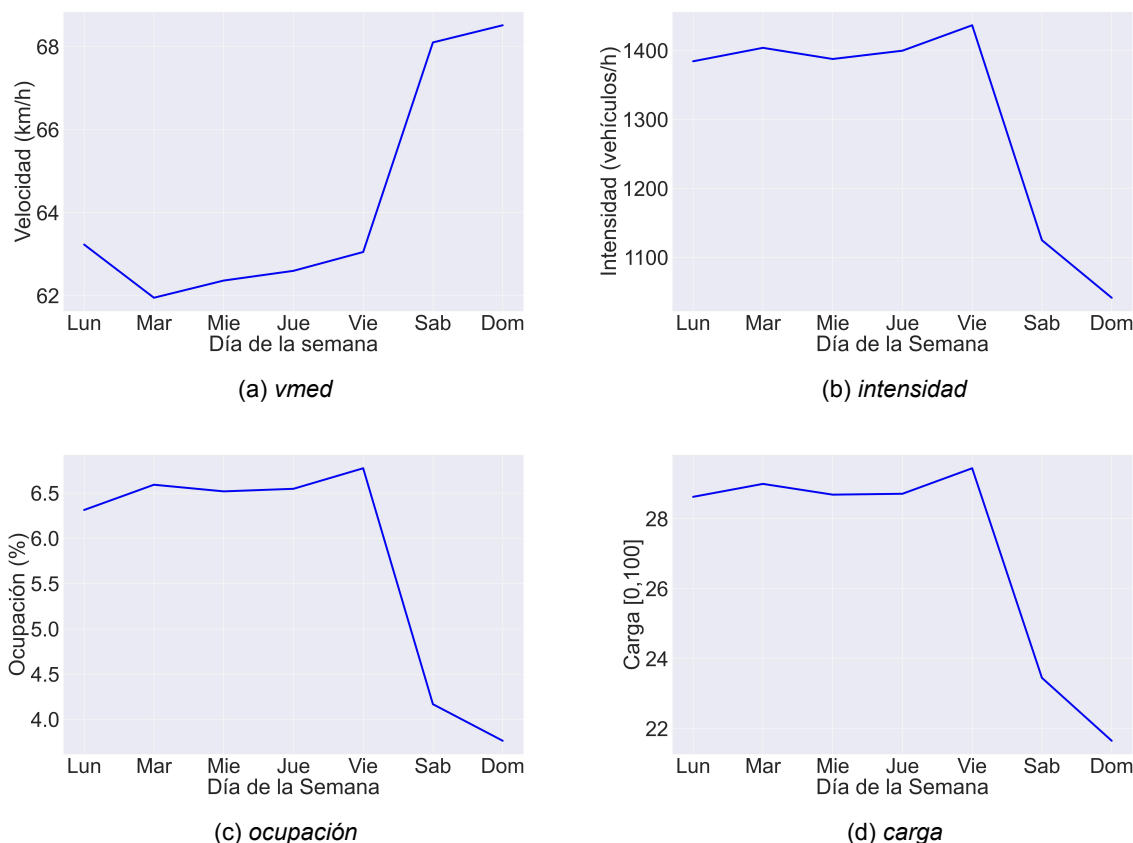 68
66
64
62
Velocidad (km/h)
Lun Mar Mie Jue Vie Sab Dom
Día de la semana
(a) vmed
1400
1300
1200
1100
Intensidad (vehículos/h)
Lun Mar Mie Jue Vie Sab Dom
Día de la Semana
(b) intensidad
6.5
6.0
5.5
5.0
4.5
4.0
Ocupación (%)
Lun Mar Mie Jue Vie Sab Dom
Día de la Semana
(c) ocupación
28
26
24
22
Carga [0,100]
Lun Mar Mie Jue Vie Sab Dom
Día de la Semana
(d) carga